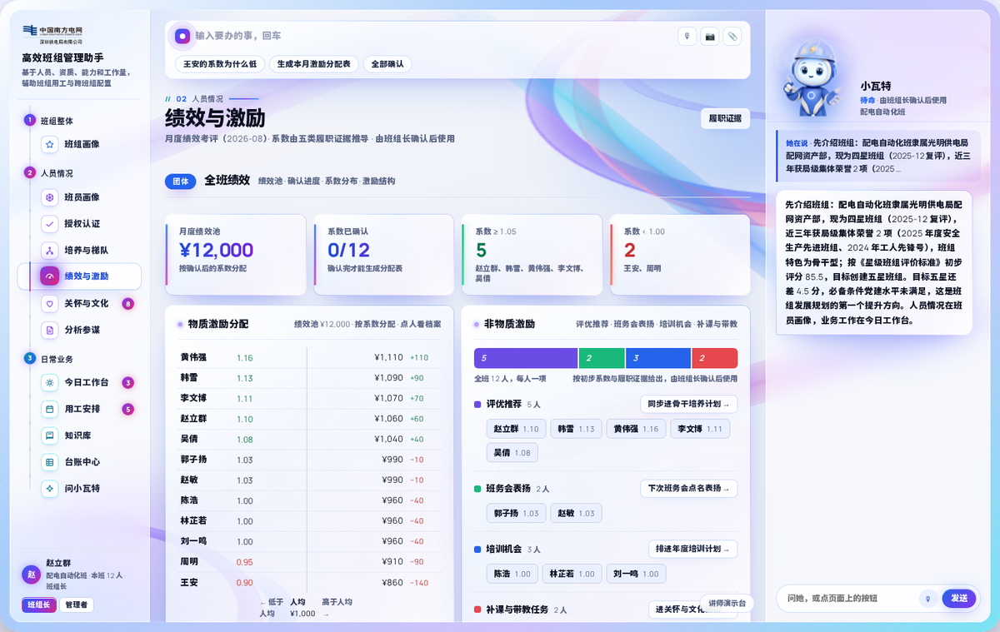 中国南方电网
深圳供电局有限公司
高效班组管理助手
基于人员、资质、能力和工作量，
辅助班组用工与跨班组配置
1 班组整体
班组画像
2 人员情况
班员画像
授权认证
培养与梯队
绩效与激励
关怀与文化 8
分析参谋
3 日常业务
今日工作台 3
用工安排 5
知识库
台账中心
问小瓦特
赵
赵立群
配电自动化班 · 本班 12 人 ·
班组长
班组长 管理者
输入要办的事，回车
王安的系数为什么低 生成本月激励分配表 全部确认
// 02 人员情况
绩效与激励
月度绩效考评（2026-08）· 系数由五类履职证据推导 · 由班组长确认后使用
履职证据
团体 全班绩效 绩效池 · 确认进度 · 系数分布 · 激励结构
月度绩效池
¥12,000
按确认后的系数分配
系数已确认
0/12
确认完才能生成分配表
系数 ≥ 1.05
5
赵立群、韩雪、黄伟强、李文博、
吴倩
系数 < 1.00
2
王安、周明
物质激励分配 绩效池 ¥12,000 · 按系数分配 · 点人看档案
黄伟强 1.16 ¥1,110 +110
韩雪 1.13 ¥1,090 +90
李文博 1.11 ¥1,070 +70
赵立群 1.10 ¥1,060 +60
吴倩 1.08 ¥1,040 +40
郭子扬 1.03 ¥990 −10
赵敏 1.03 ¥990 −10
陈浩 1.00 ¥960 −40
林芷若 1.00 ¥960 −40
刘一鸣 1.00 ¥960 −40
周明 0.95 ¥910 −90
王安 0.90 ¥860 −140
← 低于 人均 高于人均
人均 ¥1,000 →
非物质激励 评优推荐 · 班务会表扬 · 培训机会 · 补课与带教
5 2 3 2
全班 12 人，每人一项 按初步系数与履职证据给出，由班组长确认后使用
评优推荐 5 人 同步进骨干培养计划 →
赵立群 1.10 韩雪 1.13 黄伟强 1.16 李文博 1.11
吴倩 1.08
班务会表扬 2 人 下次班务会点名表扬 →
郭子扬 1.03 赵敏 1.03
培训机会 3 人 排进年度培训计划 →
陈浩 1.00 林芷若 1.00 刘一鸣 1.00
补课与带教任务 2 人 进关怀与文
讲师演示台
小瓦特
待命 · 由班组长确认后使用
配电自动化班
她在说 · 先介绍班组：配电自动化班隶属光明供电局
配网资产部，现为四星班组（2025-12 复评），近三
年获局级集体荣誉 2 项（2025 …
先介绍班组：配电自动化班隶属光明供电局配
网资产部，现为四星班组（2025-12 复评），
近三年获局级集体荣誉 2 项（2025 年度安全
生产先进班组、2024 年工人先锋号），班组
特色为骨干型；按《星级班组评价标准》初步
评分 85.5，目标创建五星班组。目标五星还
差 4.5 分，必备条件党建水平未满足，这是班
组发展规划的第一个提升方向。人员情况在班
员画像，业务工作在今日工作台。
问她，或点页面上的按钮 发送